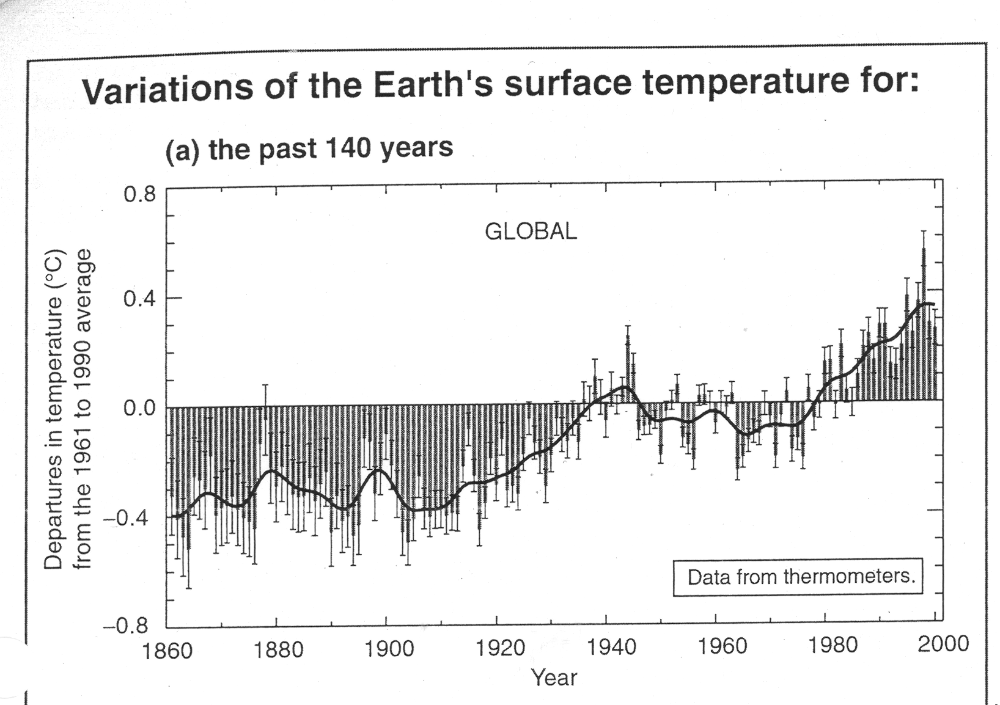 Variations of the Earth's surface temperature for:
(a) the past 140 years
GLOBAL
Departures in temperature (°C)
from the 1961 to 1990 average
0.8
0.4
0.0
−0.4
−0.8
Data from thermometers.
1860 1880 1900 1920 1940 1960 1980 2000
Year